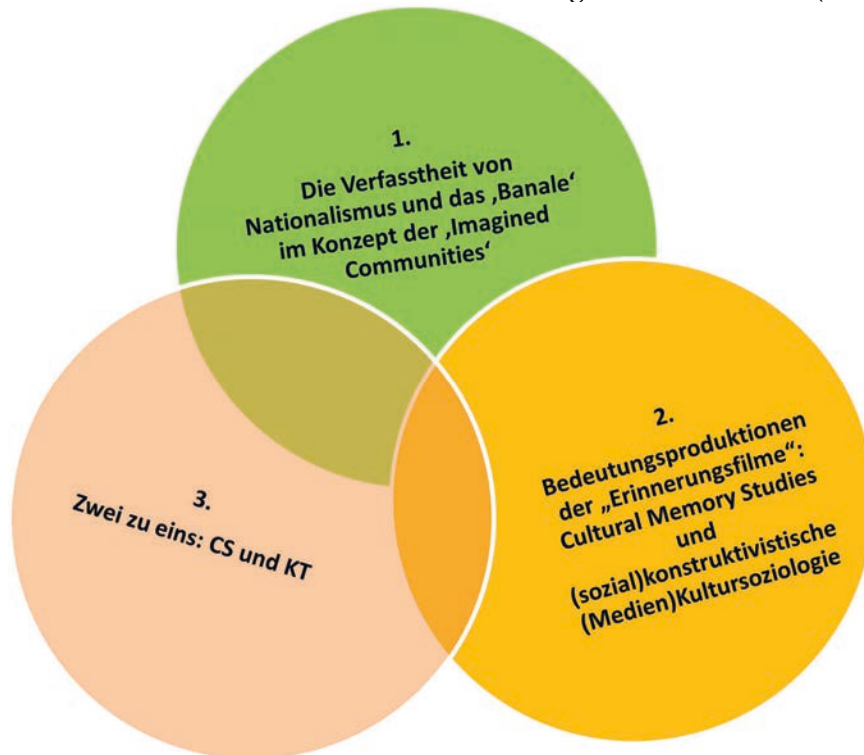 1.
Die Verfasstheit von
Nationalismus und das ‚Banale‘
im Konzept der ‚Imagined
Communities‘
2.
Bedeutungsproduktionen
der „Erinnerungsfilme“:
Cultural Memory Studies
und
(sozial)konstruktivistische
(Medien)Kultursoziologie
3.
Zwei zu eins: CS und KT